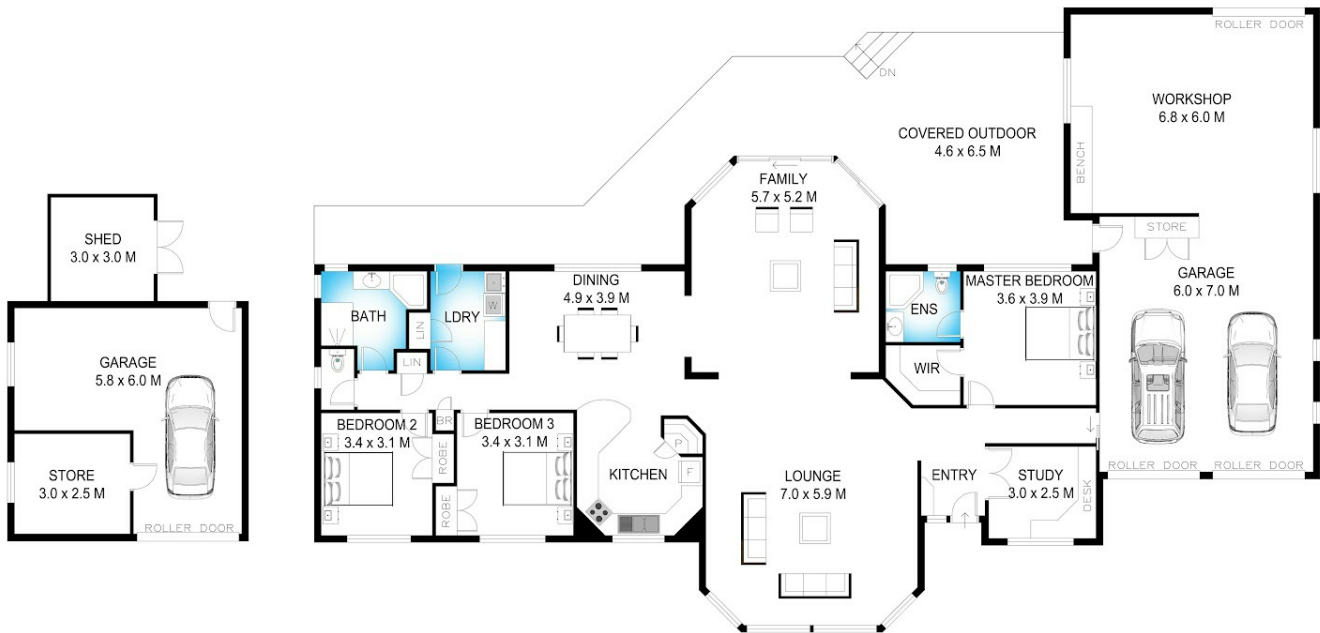 ROLLER DOOR
WORKSHOP
6.8 x 6.0 M
BENCH
DN
COVERED OUTDOOR
4.6 x 6.5 M
FAMILY
5.7 x 5.2 M
STORE
GARAGE
6.0 x 7.0 M
ROLLER DOOR
ROLLER DOOR
SHED
3.0 x 3.0 M
GARAGE
5.8 x 6.0 M
STORE
3.0 x 2.5 M
ROLLER DOOR
BATH
LIN
LDRY
W
LIN
DINING
4.9 x 3.9 M
ENS
MASTER BEDROOM
3.6 x 3.9 M
WIR
BEDROOM 2
3.4 x 3.1 M
BR
ROBE
ROBE
BEDROOM 3
3.4 x 3.1 M
KITCHEN
P
F
LOUNGE
7.0 x 5.9 M
ENTRY
STUDY
3.0 x 2.5 M
DESK